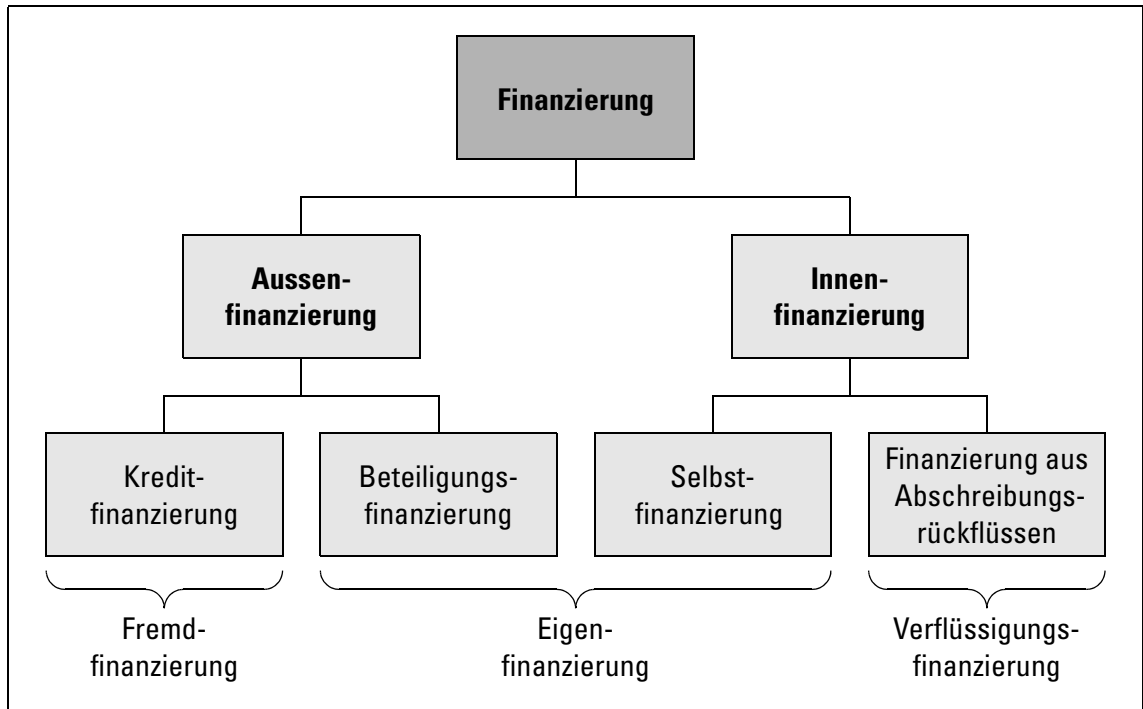 Finanzierung
Aussen-
finanzierung
Innen-
finanzierung
Kredit-
finanzierung
Beteiligungs-
finanzierung
Selbst-
finanzierung
Finanzierung aus
Abschreibungs-
rückflüssen
Fremd-
finanzierung
Eigen-
finanzierung
Verflüssigungs-
finanzierung